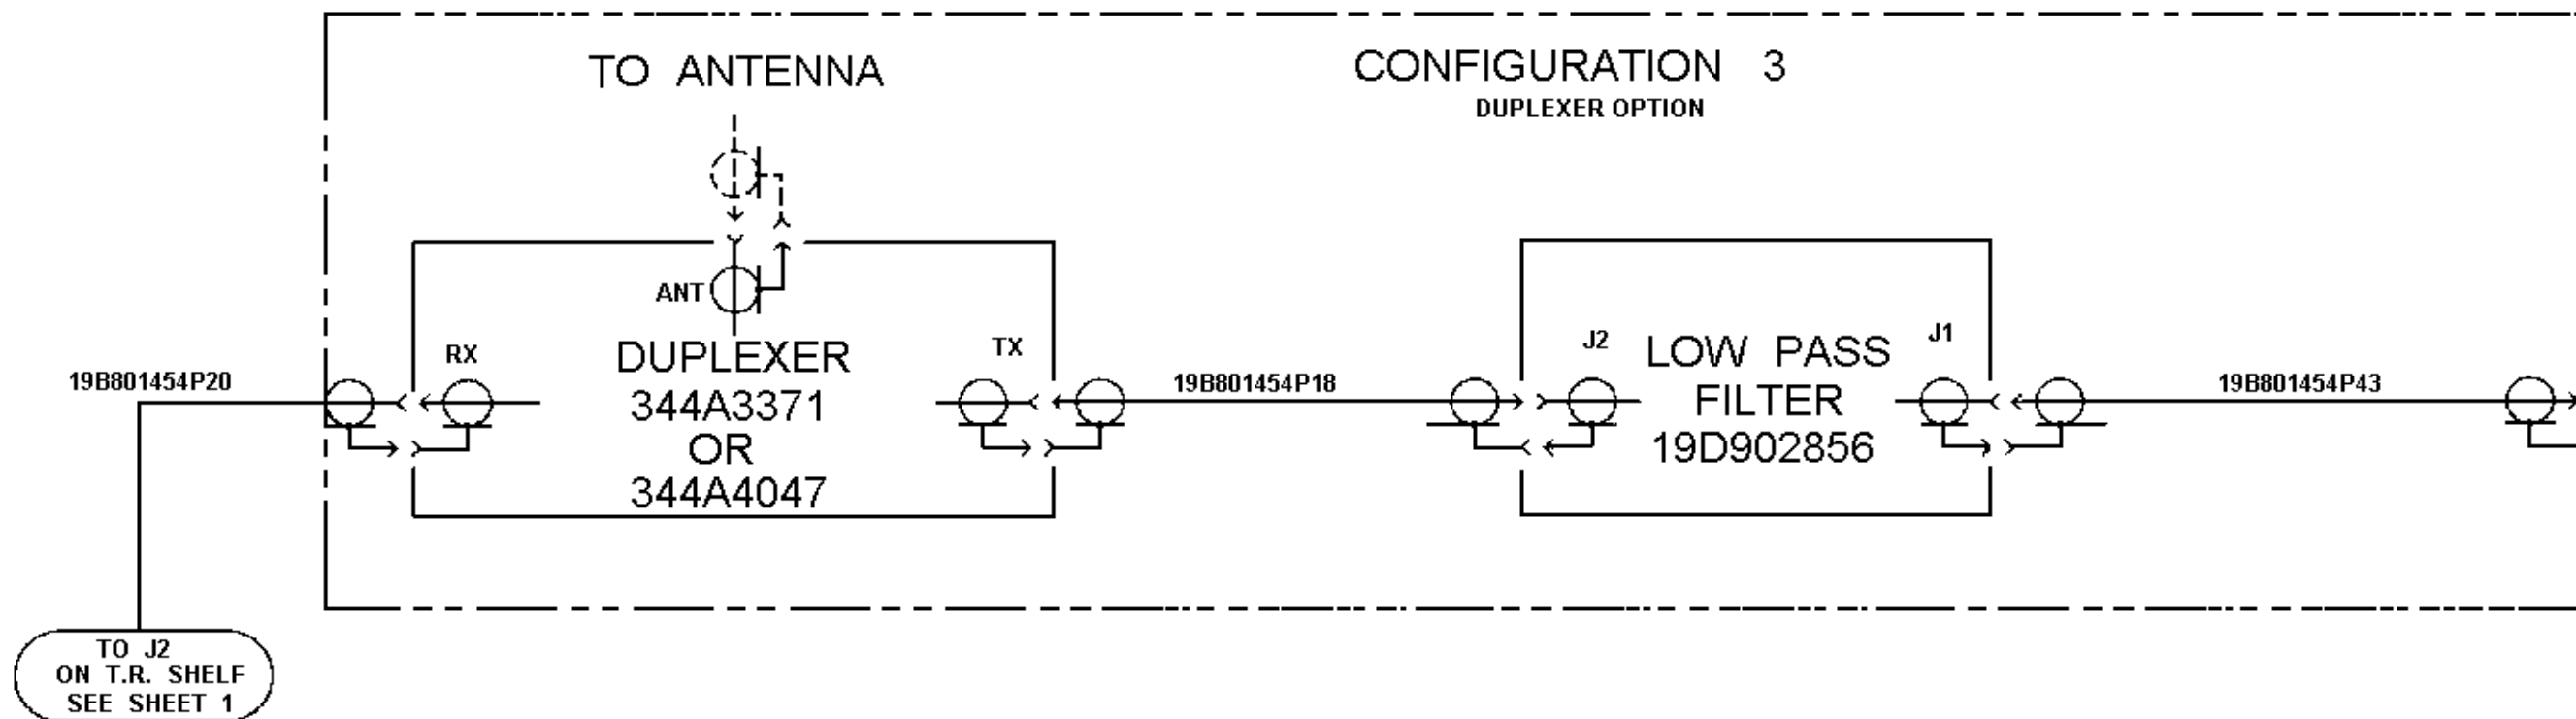 CONFIGURATION 3
DUPLEXER OPTION
TO ANTENNA
ANT
RX
TX
DUPLEXER
344A3371
OR
344A4047
19B801454P20
19B801454P18
J2
LOW PASS
FILTER
19D902856
J1
19B801454P43
TO J2
ON T.R. SHELF
SEE SHEET 1